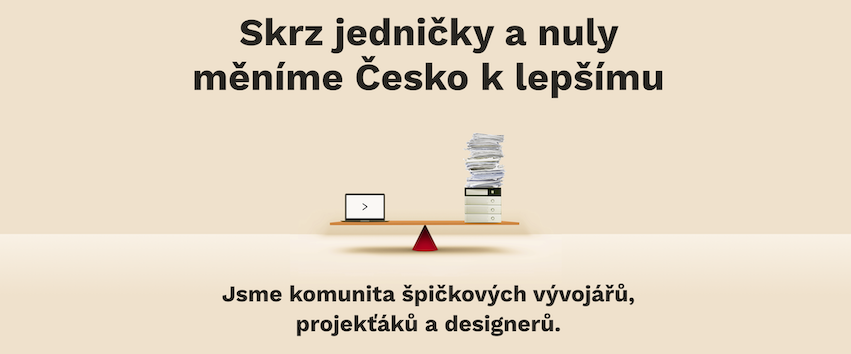 Skrz jedničky a nuly
měníme Česko k lepšímu
>
Jsme komunita špičkových vývojářů,
projekťáků a designerů.